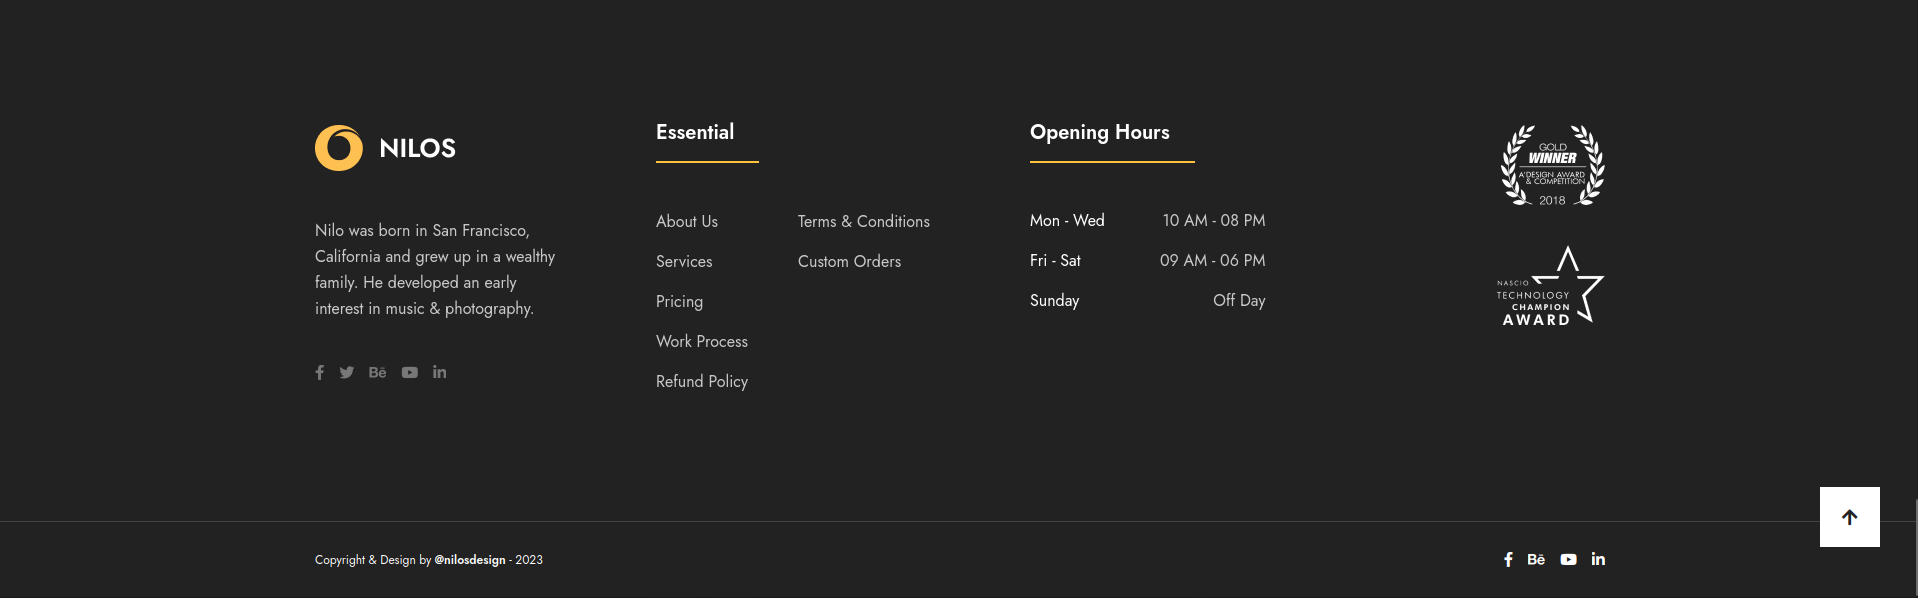 NILOS
Nilo was born in San Francisco,
California and grew up in a wealthy
family. He developed an early
interest in music & photography.
Essential
About Us
Services
Pricing
Work Process
Refund Policy
Terms & Conditions
Custom Orders
Opening Hours
Mon - Wed 10 AM - 08 PM
Fri - Sat 09 AM - 06 PM
Sunday Off Day
GOLD
WINNER
A'DESIGN AWARD
& COMPETITION
2018
NASCIO
TECHNOLOGY
CHAMPION
AWARD
Copyright & Design by @nilosdesign - 2023